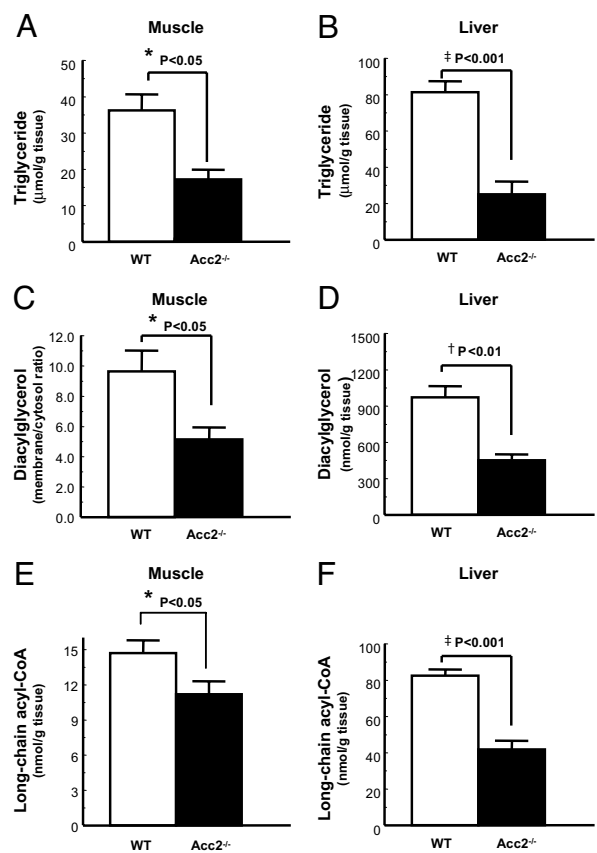 A
Muscle
* P<0.05
Triglyceride
(μmol/g tissue)
50
40
30
20
10
0
WT Acc2-/-
B
Liver
‡ P<0.001
Triglyceride
(μmol/g tissue)
100
80
60
40
20
0
WT Acc2-/-
C
Muscle
* P<0.05
Diacylglycerol
(membrane/cytosol ratio)
12.0
10.0
8.0
6.0
4.0
2.0
0.0
WT Acc2-/-
D
Liver
† P<0.01
Diacylglycerol
(nmol/g tissue)
1500
1200
900
600
300
0
WT Acc2-/-
E
Muscle
* P<0.05
Long-chain acyl-CoA
(nmol/g tissue)
15
12
9
6
3
0
WT Acc2-/-
F
Liver
‡ P<0.001
Long-chain acyl-CoA
(nmol/g tissue)
100
80
60
40
20
0
WT Acc2-/-